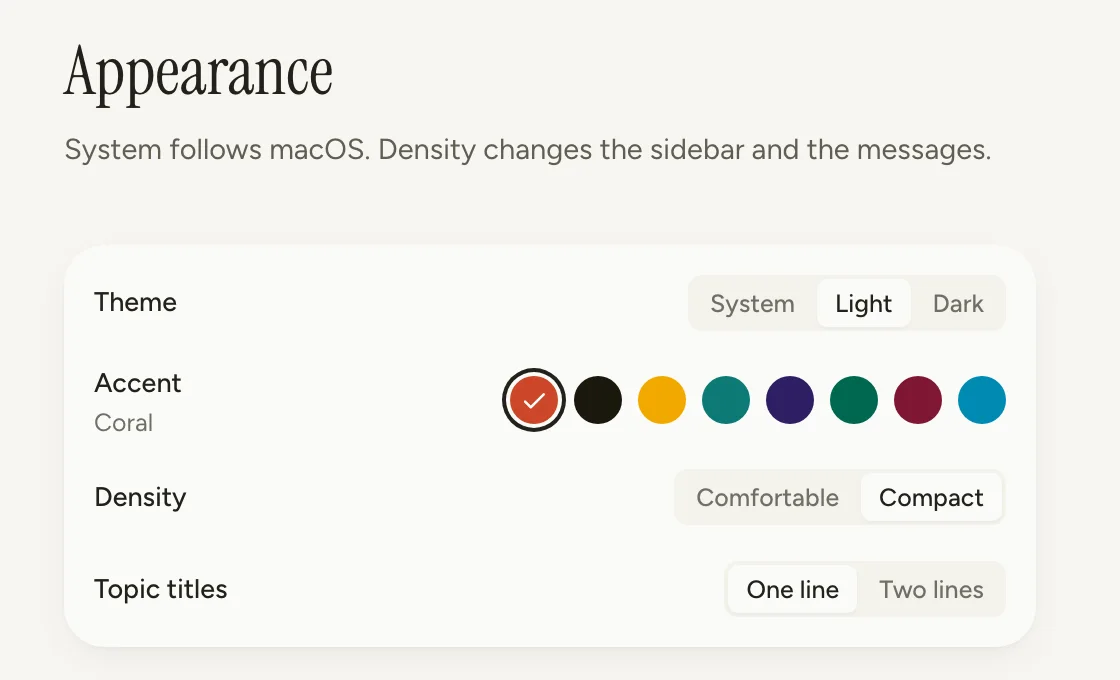 Appearance
System follows macOS. Density changes the sidebar and the messages.
Theme
System Light Dark
Accent
Coral
Density
Comfortable Compact
Topic titles
One line Two lines